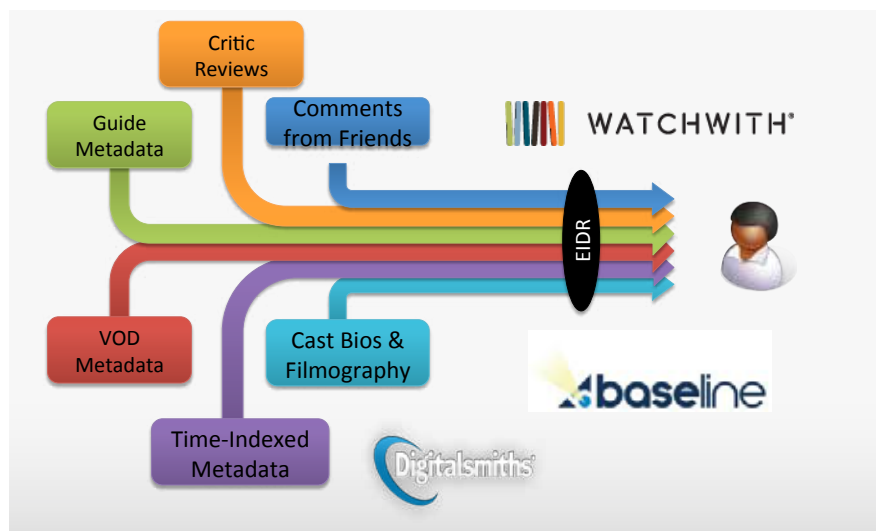 Critic
Reviews
Comments
from Friends
WATCHWITH®
Guide
Metadata
EIDR
VOD
Metadata
Cast Bios &
Filmography
baseline
Time-Indexed
Metadata
Digitalsmiths